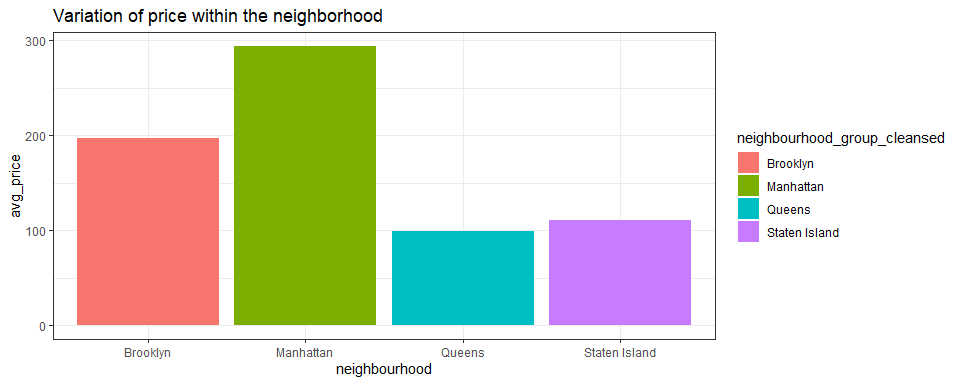 Variation of price within the neighborhood
300
200
100
0
avg_price
Brooklyn
Manhattan
Queens
Staten Island
neighbourhood
neighbourhood_group_cleansed
Brooklyn
Manhattan
Queens
Staten Island